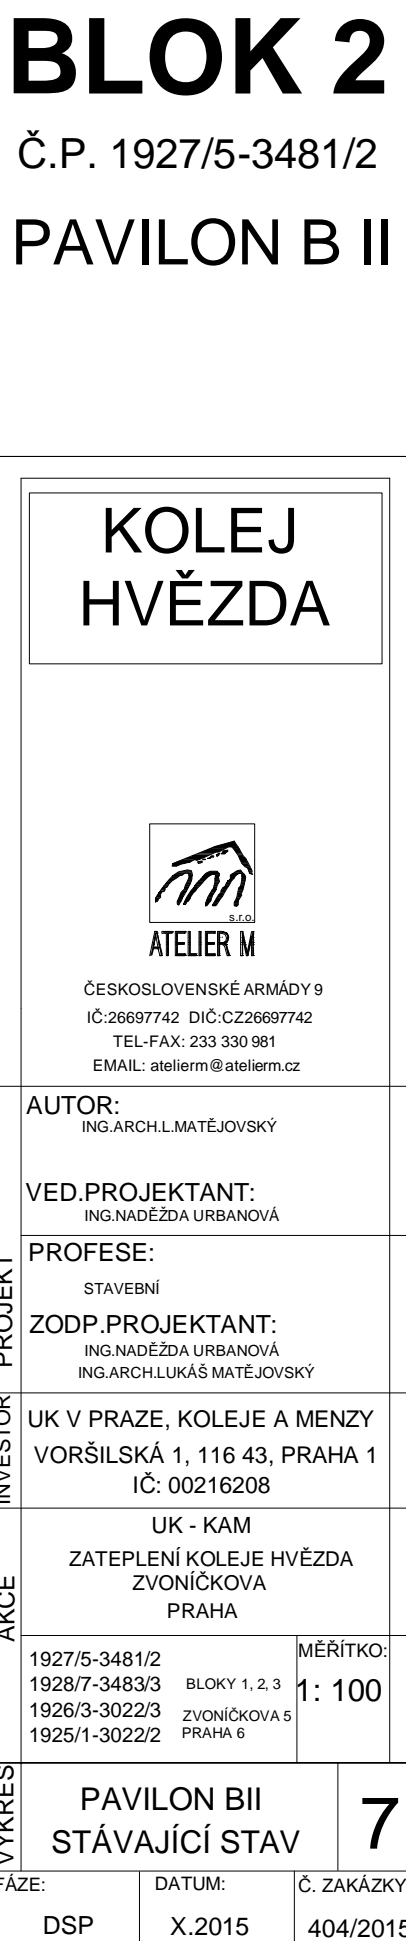 BLOK 2
Č.P. 1927/5-3481/2
PAVILON B II
KOLEJ
HVĚZDA
s.r.o.
ATELIER M
ČESKOSLOVENSKÉ ARMÁDY 9
IČ:26697742 DIČ:CZ26697742
TEL-FAX: 233 330 981
EMAIL: atelierm@atelierm.cz
PROJEKT
AUTOR:
ING.ARCH.L.MATĚJOVSKÝ
VED.PROJEKTANT:
ING.NADĚŽDA URBANOVÁ
PROFESE:
STAVEBNÍ
ZODP.PROJEKTANT:
ING.NADĚŽDA URBANOVÁ
ING.ARCH.LUKÁŠ MATĚJOVSKÝ
INVESTOR
UK V PRAZE, KOLEJE A MENZY
VORŠILSKÁ 1, 116 43, PRAHA 1
IČ: 00216208
AKCE
UK - KAM
ZATEPLENÍ KOLEJE HVĚZDA
ZVONÍČKOVA
PRAHA
1927/5-3481/2
1928/7-3483/3
1926/3-3022/3
1925/1-3022/2
BLOKY 1, 2, 3
ZVONÍČKOVA 5
PRAHA 6
MĚŘÍTKO:
1: 100
VÝKRES
PAVILON BII
STÁVAJÍCÍ STAV
7
FÁZE:
DSP
DATUM:
X.2015
Č. ZAKÁZKY
404/2015